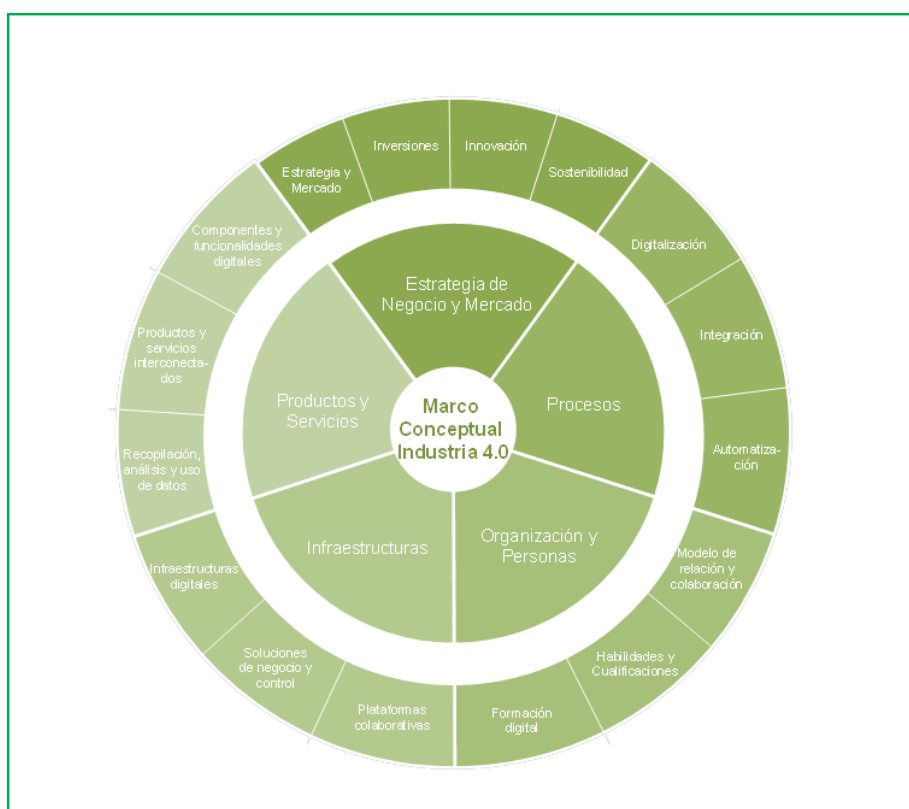 Marco
Conceptual
Industria 4.0
Estrategia de
Negocio y Mercado
Procesos
Organización y
Personas
Infraestructuras
Productos y
Servicios
Estrategia y
Mercado
Inversiones
Innovación
Sostenibilidad
Digitalización
Integración
Automatiza-
ción
Modelo de
relación y
colaboración
Habilidades y
Cualificaciones
Formación
digital
Plataformas
colaborativas
Soluciones
de negocio y
control
Infraestructuras
digitales
Recopilación,
análisis y uso
de datos
Productos y
servicios
interconecta-
dos
Componentes y
funcionalidades
digitales